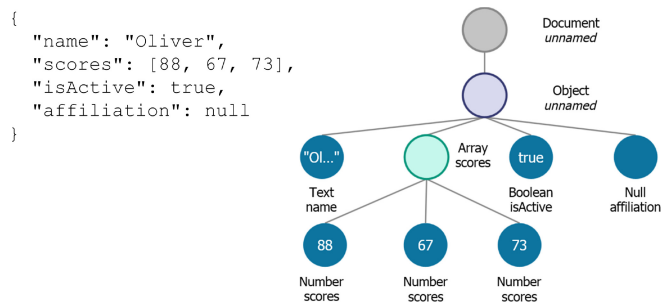 {
  "name": "Oliver",
  "scores": [88, 67, 73],
  "isActive": true,
  "affiliation": null
}
Document
unnamed
Object
unnamed
"Ol..."
Text
name
Array
scores
true
Boolean
isActive
Null
affiliation
88
Number
scores
67
Number
scores
73
Number
scores